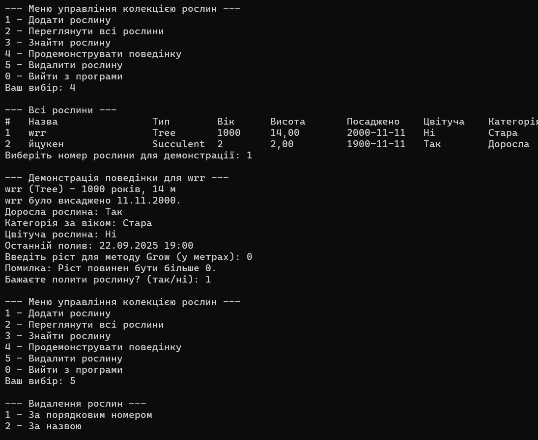 --- Меню управління колекцією рослин ---
1 - Додати рослину
2 - Переглянути всі рослини
3 - Знайти рослину
4 - Продемонструвати поведінку
5 - Видалити рослину
0 - Вийти з програми
Ваш вибір: 4
--- Всі рослини ---
# Назва Тип Вік Висота Посаджено Цвітуча Категорія
1 wrr Tree 1000 14,00 2000-11-11 Ні Стара
2 йцукен Succulent 2 2,00 1900-11-11 Так Доросла
Виберіть номер рослини для демонстрації: 1
--- Демонстрація поведінки для wrr ---
wrr (Tree) - 1000 років, 14 м
wrr було висаджено 11.11.2000.
Доросла рослина: Так
Категорія за віком: Стара
Цвітуча рослина: Ні
Останній полив: 22.09.2025 19:00
Введіть ріст для методу Grow (у метрах): 0
Помилка: Ріст повинен бути більше 0.
Бажаєте полити рослину? (так/ні): 1
--- Меню управління колекцією рослин ---
1 - Додати рослину
2 - Переглянути всі рослини
3 - Знайти рослину
4 - Продемонструвати поведінку
5 - Видалити рослину
0 - Вийти з програми
Ваш вибір: 5
--- Видалення рослин ---
1 - За порядковим номером
2 - За назвою